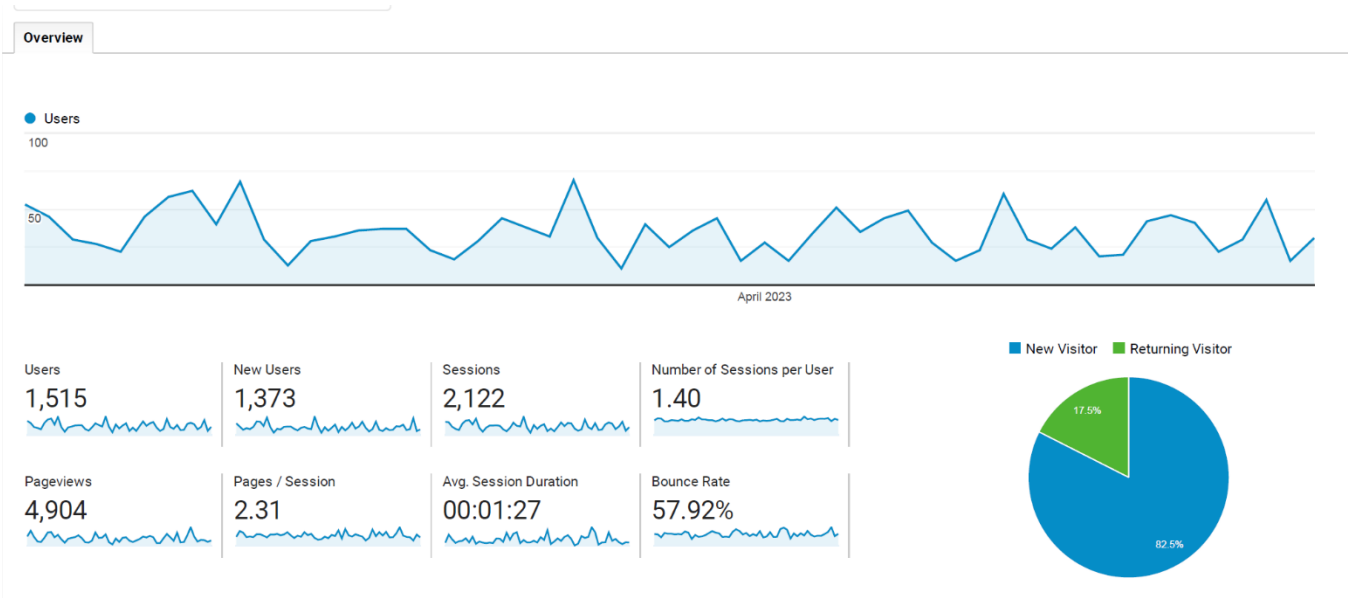 Overview
Users
100
50
April 2023
New Visitor Returning Visitor
Users
1,515
New Users
1,373
Sessions
2,122
Number of Sessions per User
1.40
Pageviews
4,904
Pages / Session
2.31
Avg. Session Duration
00:01:27
Bounce Rate
57.92%
17.5%
82.5%